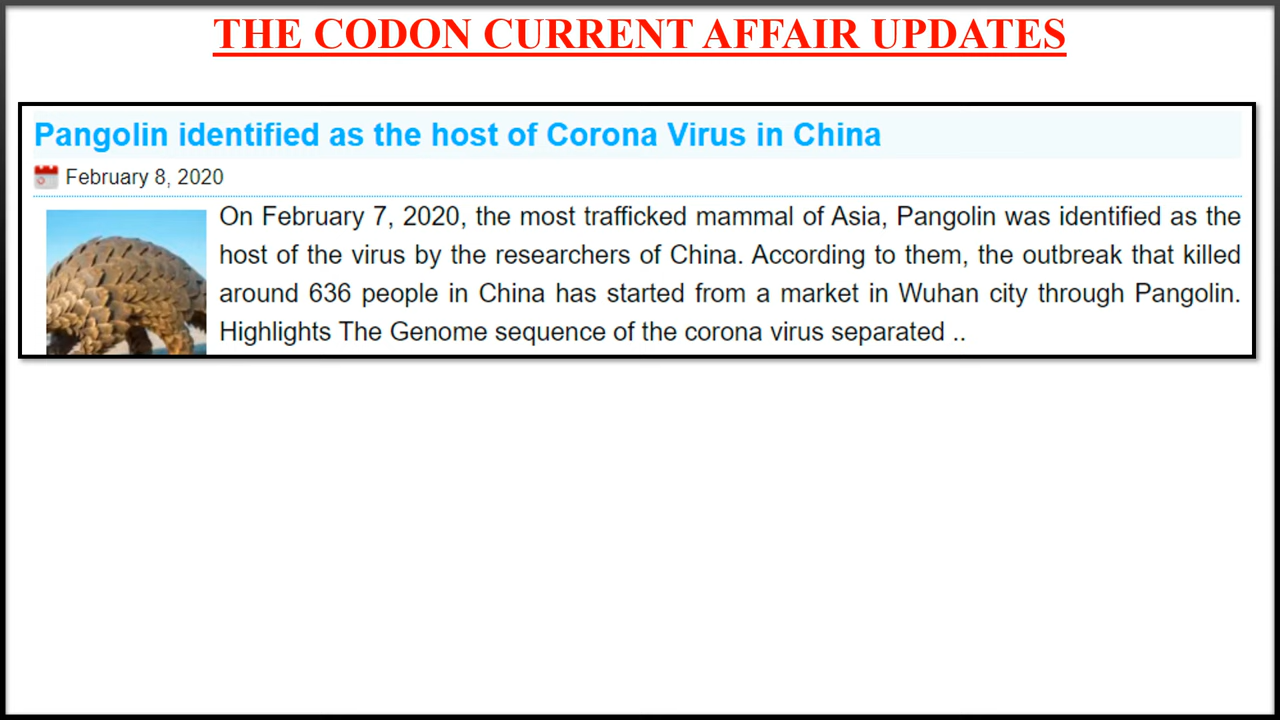 THE CODON CURRENT AFFAIR UPDATES
Pangolin identified as the host of Corona Virus in China
February 8, 2020
On February 7, 2020, the most trafficked mammal of Asia, Pangolin was identified as the
host of the virus by the researchers of China. According to them, the outbreak that killed
around 636 people in China has started from a market in Wuhan city through Pangolin.
Highlights The Genome sequence of the corona virus separated ..